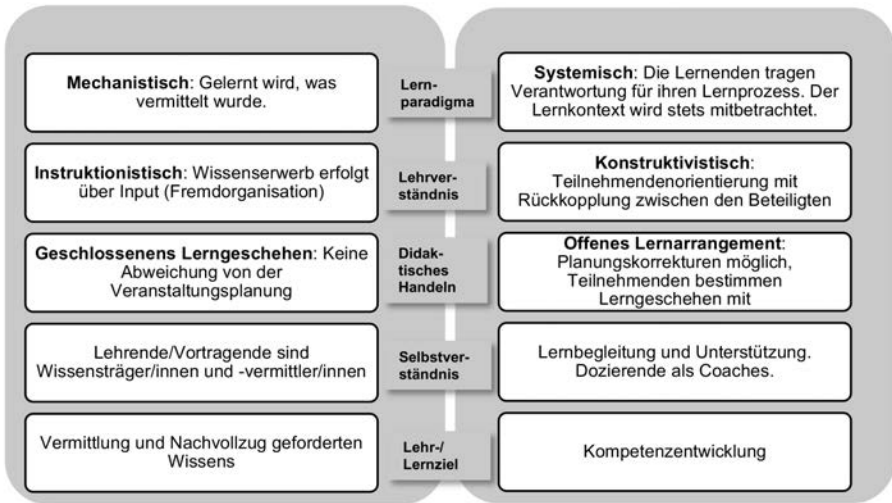 Mechanistisch: Gelernt wird, was
vermittelt wurde.
Lern-
paradigma
Systemisch: Die Lernenden tragen
Verantwortung für ihren Lernprozess. Der
Lernkontext wird stets mitbetrachtet.
Instruktionistisch: Wissenserwerb erfolgt
über Input (Fremdorganisation)
Lehrver-
ständnis
Konstruktivistisch:
Teilnehmendenorientierung mit
Rückkopplung zwischen den Beteiligten
Geschlossenens Lerngeschehen: Keine
Abweichung von der
Veranstaltungsplanung
Didak-
tisches
Handeln
Offenes Lernarrangement:
Planungskorrekturen möglich,
Teilnehmenden bestimmen
Lerngeschehen mit
Lehrende/Vortragende sind
Wissensträger/innen und -vermittler/innen
Selbstver-
ständnis
Lernbegleitung und Unterstützung.
Dozierende als Coaches.
Vermittlung und Nachvollzug geforderten
Wissens
Lehr-/
Lernziel
Kompetenzentwicklung